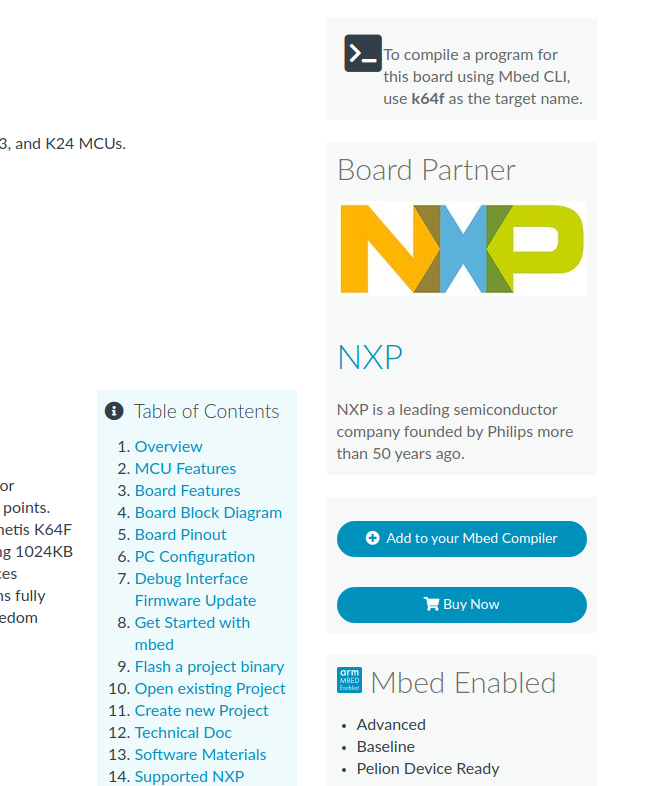 To compile a program for
this board using Mbed CLI,
use k64f as the target name.
3, and K24 MCUs.
Board Partner
NXP
NXP
NXP is a leading semiconductor
company founded by Philips more
than 50 years ago.
Table of Contents
1. Overview
2. MCU Features
3. Board Features
4. Board Block Diagram
5. Board Pinout
6. PC Configuration
7. Debug Interface
Firmware Update
8. Get Started with
mbed
9. Flash a project binary
10. Open existing Project
11. Create new Project
12. Technical Doc
13. Software Materials
14. Supported NXP
or
points.
netis K64F
ng 1024KB
ces
ns fully
edom
Add to your Mbed Compiler
Buy Now
arm
MBED
Enabled
Mbed Enabled
• Advanced
• Baseline
• Pelion Device Ready